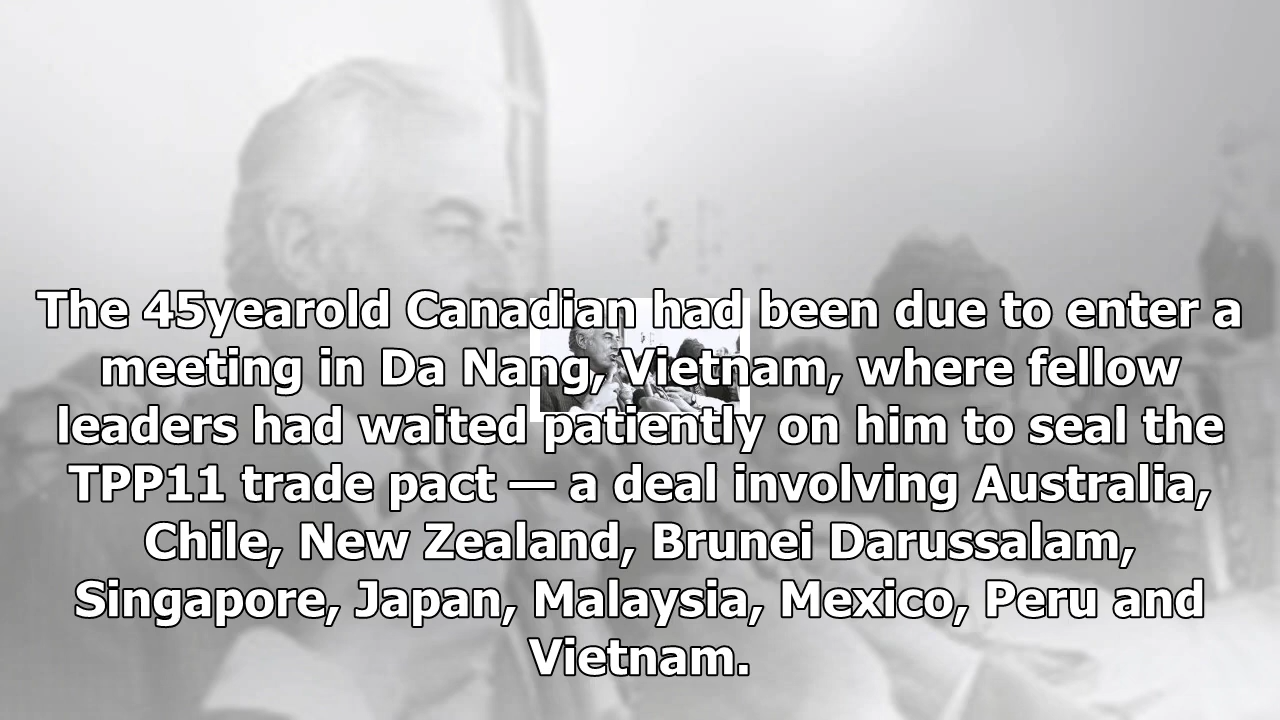 The 45yearold Canadian had been due to enter a
meeting in Da Nang, Vietnam, where fellow
leaders had waited patiently on him to seal the
TPP11 trade pact — a deal involving Australia,
Chile, New Zealand, Brunei Darussalam,
Singapore, Japan, Malaysia, Mexico, Peru and
Vietnam.